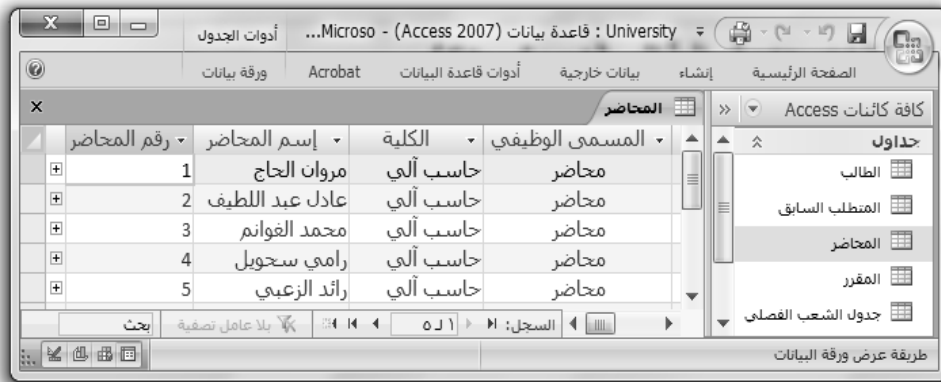 University : قاعدة بيانات (Access 2007) - Microso...
أدوات الجدول
الصفحة الرئيسية إنشاء بيانات خارجية أدوات قاعدة البيانات Acrobat ورقة بيانات
كافة كائنات Access
جداول
الطالب
المتطلب السابق
المحاضر
المقرر
جدول الشعب الفصلي
المحاضر
المسمى الوظيفي الكلية إسم المحاضر رقم المحاضر
محاضر حاسب آلي مروان الحاج 1
محاضر حاسب آلي عادل عبد اللطيف 2
محاضر حاسب آلي محمد الغوانم 3
محاضر حاسب آلي رامي سحويل 4
محاضر حاسب آلي رائد الزعبي 5
السجل: ١ لـ ٥ بلا عامل تصفية بحث
طريقة عرض ورقة البيانات